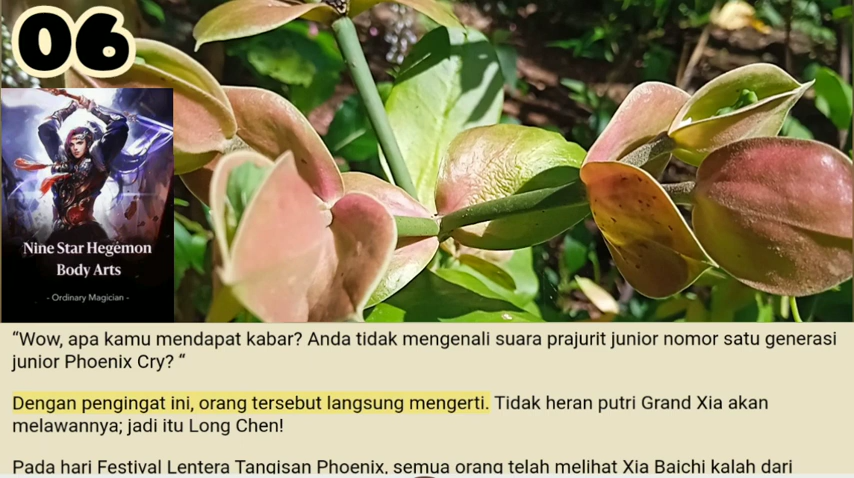 06
Nine Star Hegemon
Body Arts
- Ordinary Magician -
“Wow, apa kamu mendapat kabar? Anda tidak mengenali suara prajurit junior nomor satu generasi
junior Phoenix Cry? “
Dengan pengingat ini, orang tersebut langsung mengerti. Tidak heran putri Grand Xia akan
melawannya; jadi itu Long Chen!
Pada hari Festival Lentera Tangisan Phoenix, semua orang telah melihat Xia Baichi kalah dari